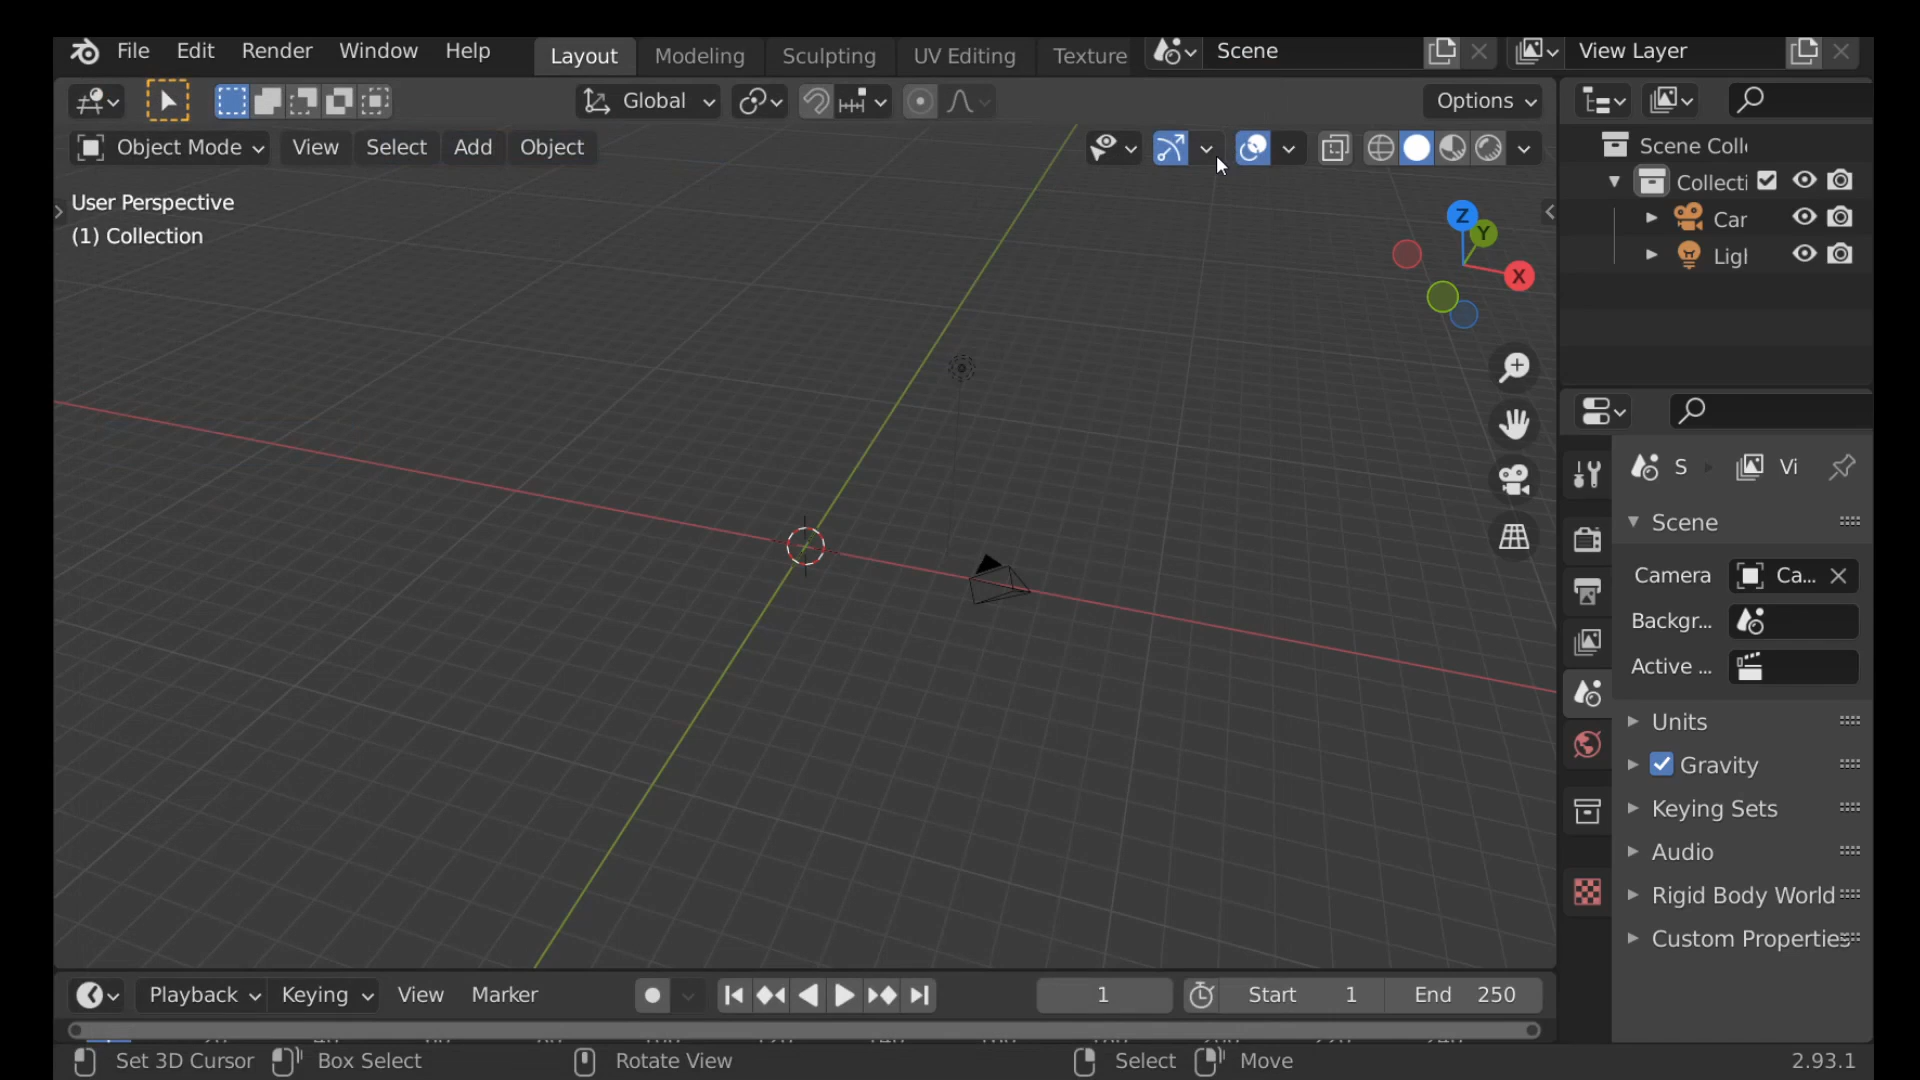 File Edit Render Window Help Layout Modeling Sculpting UV Editing Texture Scene View Layer
Global Options
Object Mode View Select Add Object
User Perspective
(1) Collection
Z
Y
X
Scene Coll
Collecti
Car
Ligl
S Vi
Scene
Camera Ca...
Backgr...
Active ...
Units
Gravity
Keying Sets
Audio
Rigid Body World
Custom Properties
Playback Keying View Marker 1 Start 1 End 250
Set 3D Cursor Box Select Rotate View Select Move 2.93.1